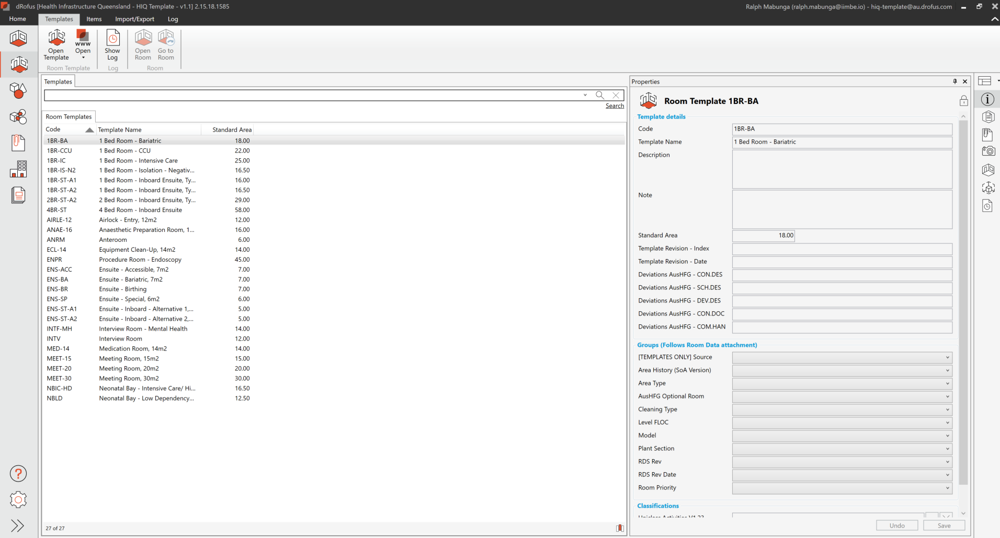 dRofus [Health Infrastructure Queensland - HIQ Template - v1.1] 2.15.18.1585
Ralph Mabunga (ralph.mabunga@iimbe.io) - hiq-template@au.drofus.com
Home Templates Items Import/Export Log
Open Template
www Open
Show Log
Open Room
Go to Room
Room Template
Log
Room
Templates
Search
Room Templates
Code Template Name Standard Area
1BR-BA 1 Bed Room - Bariatric 18.00
1BR-CCU 1 Bed Room - CCU 22.00
1BR-IC 1 Bed Room - Intensive Care 25.00
1BR-IS-N2 1 Bed Room - Isolation - Negativ... 16.50
1BR-ST-A1 1 Bed Room - Inboard Ensuite, Ty... 16.00
1BR-ST-A2 1 Bed Room - Inboard Ensuite, Ty... 16.50
2BR-ST-A2 2 Bed Room - Inboard Ensuite, Ty... 29.00
4BR-ST 4 Bed Room - Inboard Ensuite 58.00
AIRLE-12 Airlock - Entry, 12m2 12.00
ANAE-16 Anaesthetic Preparation Room, 1... 16.00
ANRM Anteroom 6.00
ECL-14 Equipment Clean-Up, 14m2 14.00
ENPR Procedure Room - Endoscopy 45.00
ENS-ACC Ensuite - Accessible, 7m2 7.00
ENS-BA Ensuite - Bariatric, 7m2 7.00
ENS-BR Ensuite - Birthing 7.00
ENS-SP Ensuite - Special, 6m2 6.00
ENS-ST-A1 Ensuite - Inboard - Alternative 1,... 5.00
ENS-ST-A2 Ensuite - Inboard - Alternative 2,... 5.00
INTF-MH Interview Room - Mental Health 14.00
INTV Interview Room 12.00
MED-14 Medication Room, 14m2 14.00
MEET-15 Meeting Room, 15m2 15.00
MEET-20 Meeting Room, 20m2 20.00
MEET-30 Meeting Room, 30m2 30.00
NBIC-HD Neonatal Bay - Intensive Care/ Hi... 16.50
NBLD Neonatal Bay - Low Dependency... 12.50
27 of 27
Properties
Room Template 1BR-BA
Template details
Code 1BR-BA
Template Name 1 Bed Room - Bariatric
Description
Note
Standard Area 18.00
Template Revision - Index
Template Revision - Date
Deviations AusHFG - CON.DES
Deviations AusHFG - SCH.DES
Deviations AusHFG - DEV.DES
Deviations AusHFG - CON.DOC
Deviations AusHFG - COM.HAN
Groups (Follows Room Data attachment)
[TEMPLATES ONLY] Source
Area History (SoA Version)
Area Type
AusHFG Optional Room
Cleaning Type
Level FLOC
Model
Plant Section
RDS Rev
RDS Rev Date
Room Priority
Classifications
Uniclass Activities V1.23
Undo Save